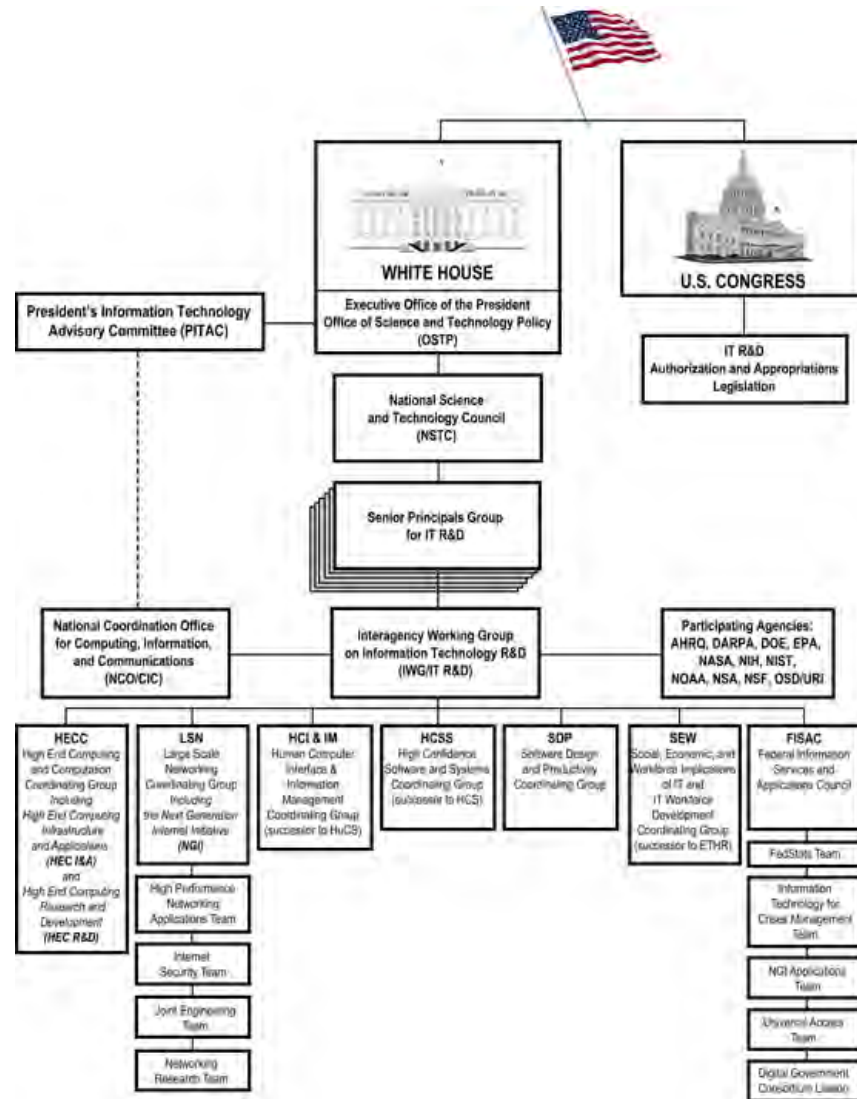 WHITE HOUSE
Executive Office of the President
Office of Science and Technology Policy
(OSTP)
U.S. CONGRESS
President's Information Technology
Advisory Committee (PITAC)
IT R&D
Authorization and Appropriations
Legislation
National Science
and Technology Council
(NSTC)
Senior Principals Group
for IT R&D
National Coordination Office
for Computing, Information,
and Communications
(NCO/CIC)
Interagency Working Group
on Information Technology R&D
(IWG/IT R&D)
Participating Agencies:
AHRQ, DARPA, DOE, EPA,
NASA, NIH, NIST,
NOAA, NSA, NSF, OSD/URI
HECC
High End Computing
and Computation
Coordinating Group
Including
High End Computing
Infrastructure
and Applications
(HEC I&A)
and
High End Computing
Research and
Development
(HEC R&D)
LSN
Large Scale
Networking
Coordinating Group
Including
the Next Generation
Internet Initiative
(NGI)
High Performance
Networking
Applications Team
Internet
Security Team
Joint Engineering
Team
Networking
Research Team
HCI & IM
Human Computer
Interface &
Information
Management
Coordinating Group
(successor to HuCS)
HCSS
High Confidence
Software and Systems
Coordinating Group
(successor to HCS)
SDP
Software Design
and Productivity
Coordinating Group
SEW
Social, Economic, and
Workforce Implications
of IT and
IT Workforce
Development
Coordinating Group
(successor to ETHR)
FISAC
Federal Information
Services and
Applications Council
FedStats Team
Information
Technology for
Crises Management
Team
NGI Applications
Team
Universal Access
Team
Digital Government
Consortium Liaison